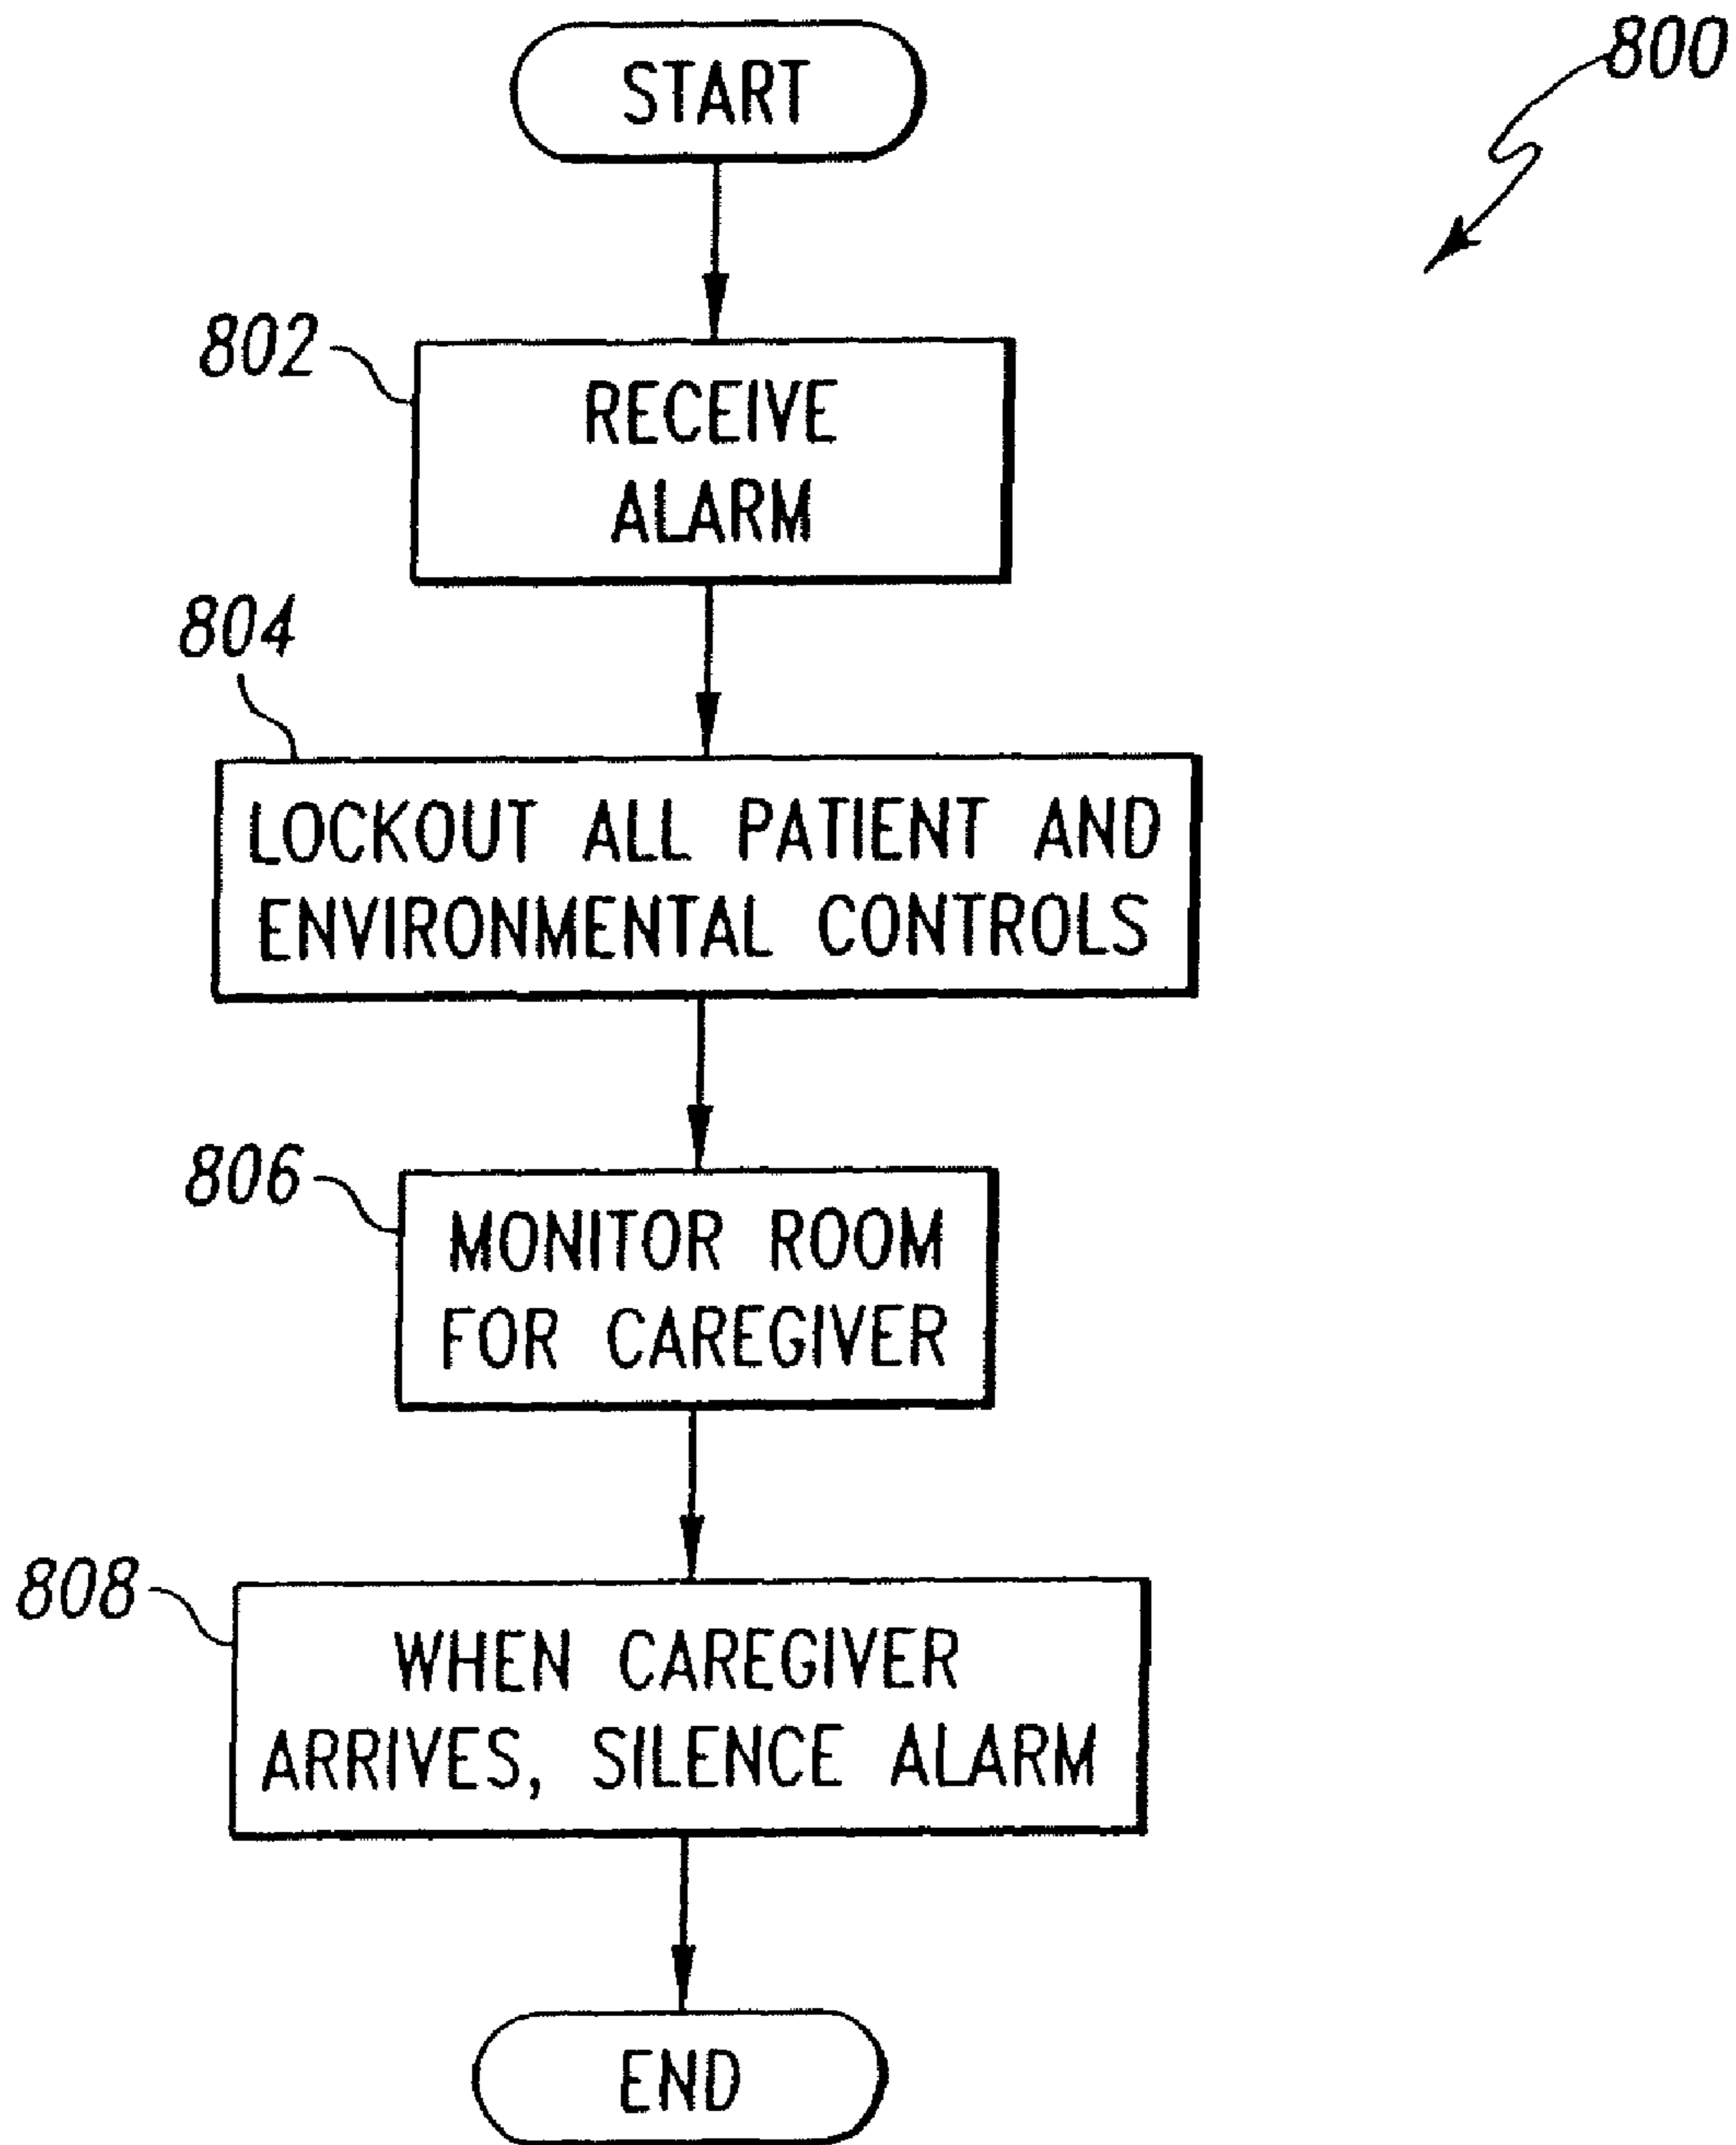 START
800
802
RECEIVE
ALARM
804
LOCKOUT ALL PATIENT AND
ENVIRONMENTAL CONTROLS
806
MONITOR ROOM
FOR CAREGIVER
808
WHEN CAREGIVER
ARRIVES, SILENCE ALARM
END